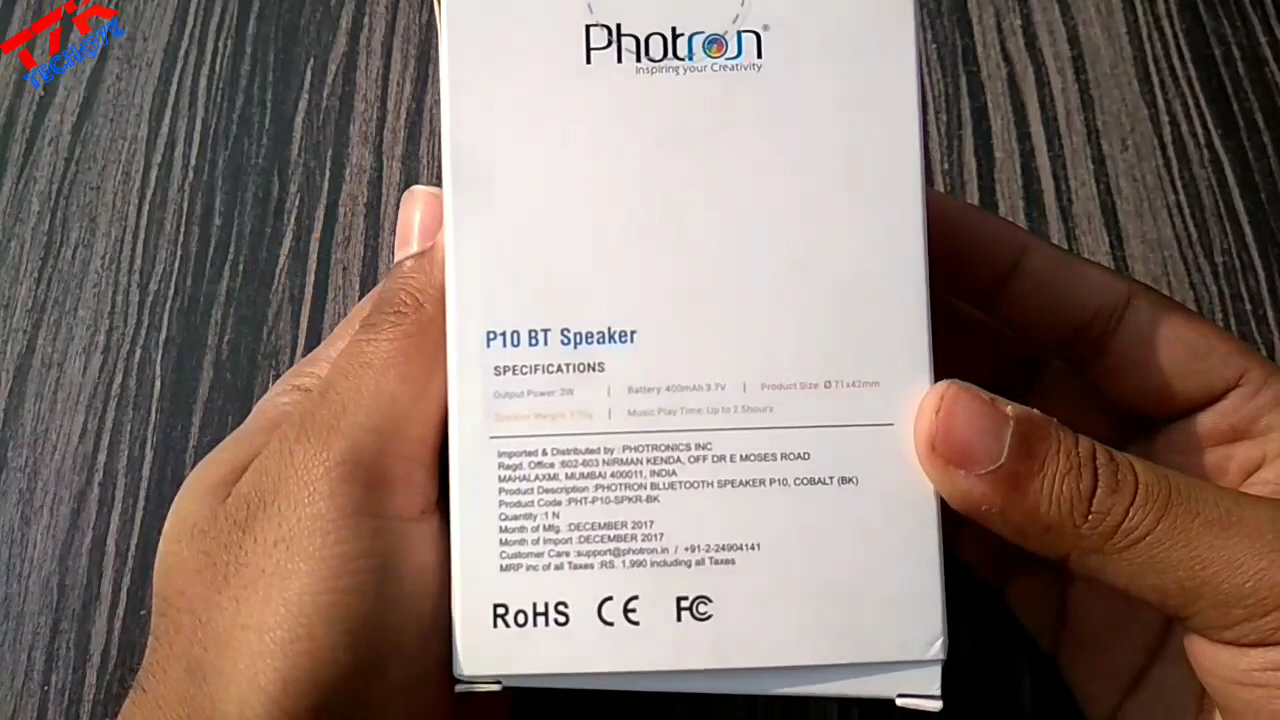 Photron®
Inspiring your Creativity
P10 BT Speaker
SPECIFICATIONS
Output Power: 3W | Battery: 400mAh 3.7V | Product Size: Ø 71x42mm
Speaker Weight: | Music Play Time: Up to 2.5hours
Imported & Distributed by : PHOTRONICS INC
Regd. Office :602-603 NIRMAN KENDA, OFF DR E MOSES ROAD
MAHALAXMI, MUMBAI 400011, INDIA
Product Description :PHOTRON BLUETOOTH SPEAKER P10, COBALT (BK)
Product Code :PHT-P10-SPKR-BK
Quantity :1 N
Month of Mfg. :DECEMBER 2017
Month of Import :DECEMBER 2017
Customer Care :support@photron.in / +91-2-24904141
MRP inc of all Taxes :RS. 1,990 including all Taxes
RoHS CE FC